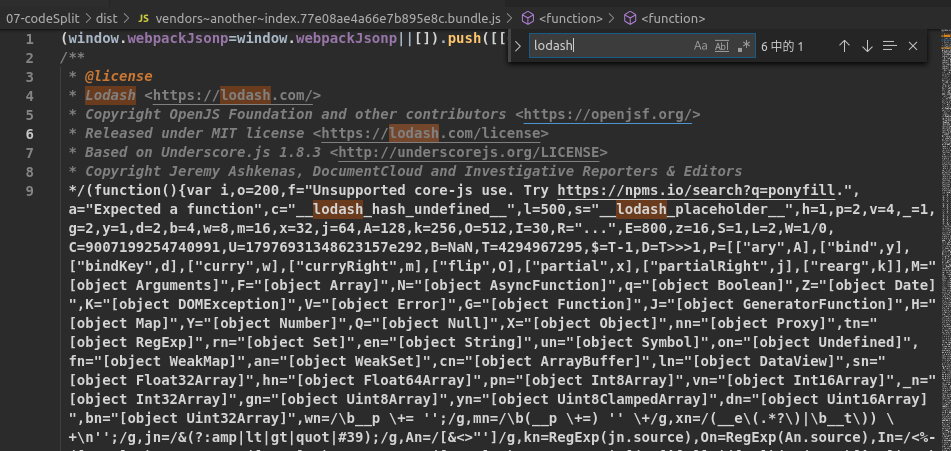 07-codeSplit > dist > JS vendors~another~index.77e08ae4a66e7b895e8c.bundle.js > <function> > <function>
lodash Aa Ab .* 6 中的 1
1 (window.webpackJsonp=window.webpackJsonp||[]).push([[
2 /**
3 * @license
4 * Lodash <https://lodash.com/>
5 * Copyright OpenJS Foundation and other contributors <https://openjsf.org/>
6 * Released under MIT license <https://lodash.com/license>
7 * Based on Underscore.js 1.8.3 <http://underscorejs.org/LICENSE>
8 * Copyright Jeremy Ashkenas, DocumentCloud and Investigative Reporters & Editors
9 */(function(){var i,o=200,f="Unsupported core-js use. Try https://npms.io/search?q=ponyfill.",
a="Expected a function",c="__lodash_hash_undefined__",l=500,s="__lodash_placeholder__",h=1,p=2,v=4,_=1,
g=2,y=1,d=2,b=4,w=8,m=16,x=32,j=64,A=128,k=256,O=512,I=30,R="...",E=800,z=16,S=1,L=2,W=1/0,
C=9007199254740991,U=17976931348623157e292,B=NaN,T=4294967295,$=T-1,D=T>>>1,P=[["ary",A],["bind",y],
["bindKey",d],["curry",w],["curryRight",m],["flip",O],["partial",x],["partialRight",j],["rearg",k]],M="
[object Arguments]",F="[object Array]",N="[object AsyncFunction]",q="[object Boolean]",Z="[object Date]
",K="[object DOMException]",V="[object Error]",G="[object Function]",J="[object GeneratorFunction]",H="
[object Map]",Y="[object Number]",Q="[object Null]",X="[object Object]",nn="[object Proxy]",tn="
[object RegExp]",rn="[object Set]",en="[object String]",un="[object Symbol]",on="[object Undefined]",
fn="[object WeakMap]",an="[object WeakSet]",cn="[object ArrayBuffer]",ln="[object DataView]",sn="
[object Float32Array]",hn="[object Float64Array]",pn="[object Int8Array]",vn="[object Int16Array]",_n="
[object Int32Array]",gn="[object Uint8Array]",yn="[object Uint8ClampedArray]",dn="[object Uint16Array]
",bn="[object Uint32Array]",wn=/\b__p \+= '';/g,mn=/\b(__p \+=) '' \+/g,xn=/(__e\(.*?\)|\b__t\)) \
+\n'';/g,jn=/&(?:amp|lt|gt|quot|#39);/g,An=/[&<>"']/g,kn=RegExp(jn.source),On=RegExp(An.source),In=/<%-